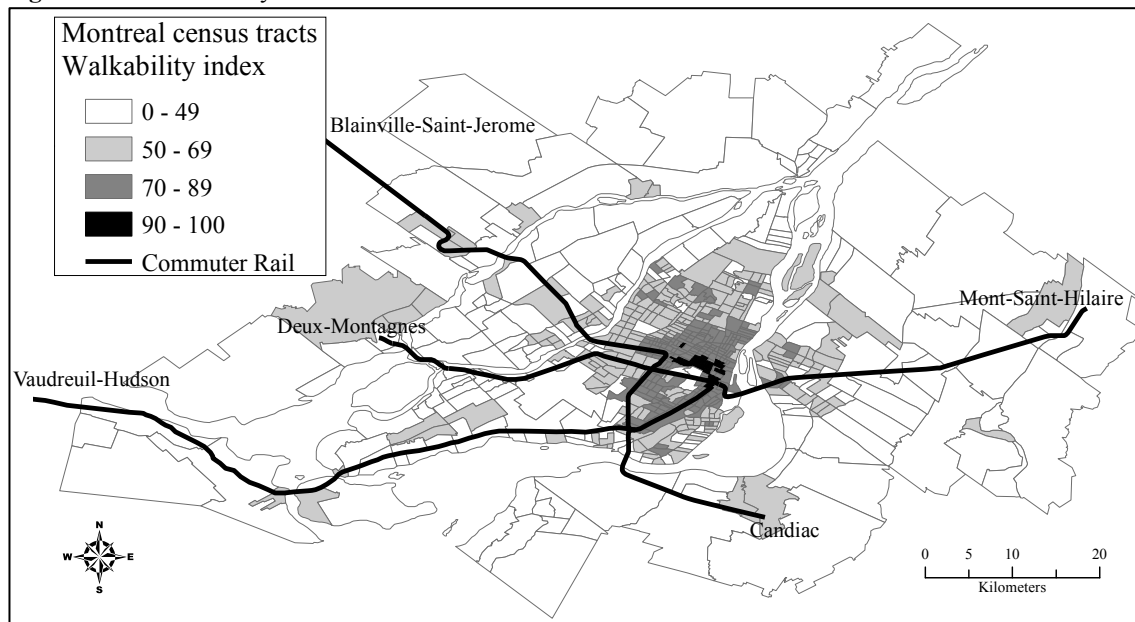 Montreal census tracts
Walkability index
0 - 49
50 - 69
70 - 89
90 - 100
Commuter Rail
Blainville-Saint-Jerome
Mont-Saint-Hilaire
Deux-Montagnes
Vaudreuil-Hudson
Candiac
N
W E
S
0 5 10 20
Kilometers